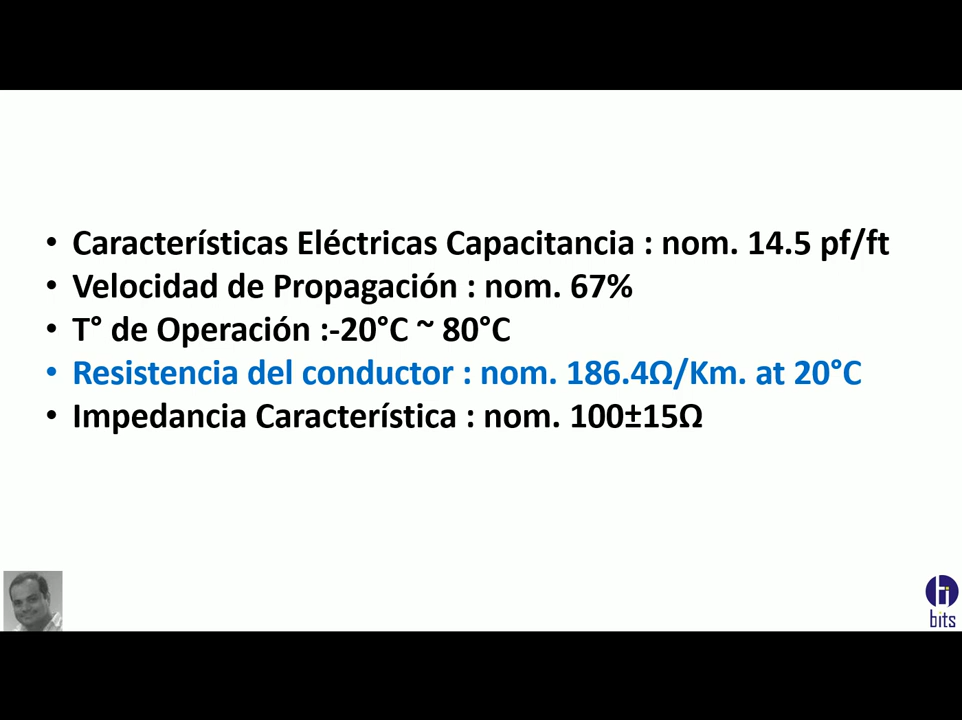 • Características Eléctricas Capacitancia : nom. 14.5 pf/ft
• Velocidad de Propagación : nom. 67%
• T° de Operación :-20°C ~ 80°C
• Resistencia del conductor : nom. 186.4Ω/Km. at 20°C
• Impedancia Característica : nom. 100±15Ω
bits